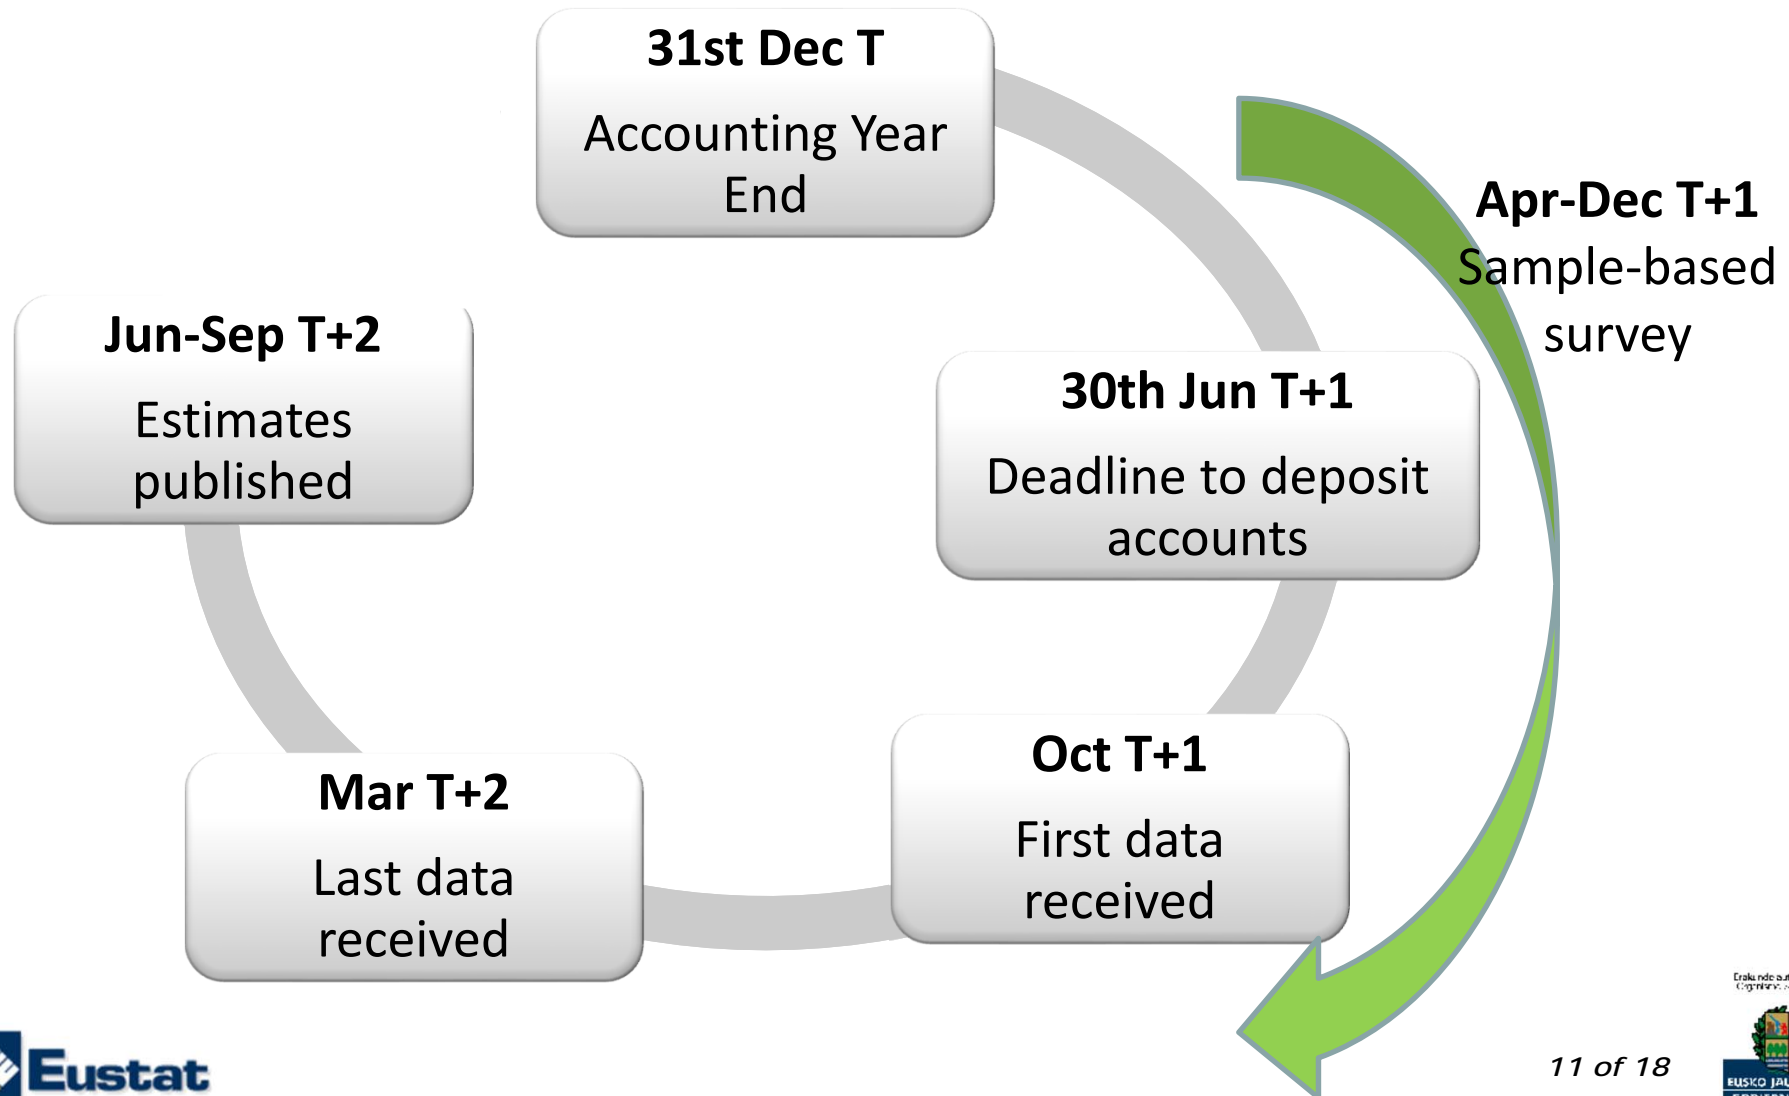 31st Dec T
Accounting Year
End
Apr-Dec T+1
Sample-based
survey
30th Jun T+1
Deadline to deposit
accounts
Oct T+1
First data
received
Mar T+2
Last data
received
Jun-Sep T+2
Estimates
published
Eustat
11 of 18